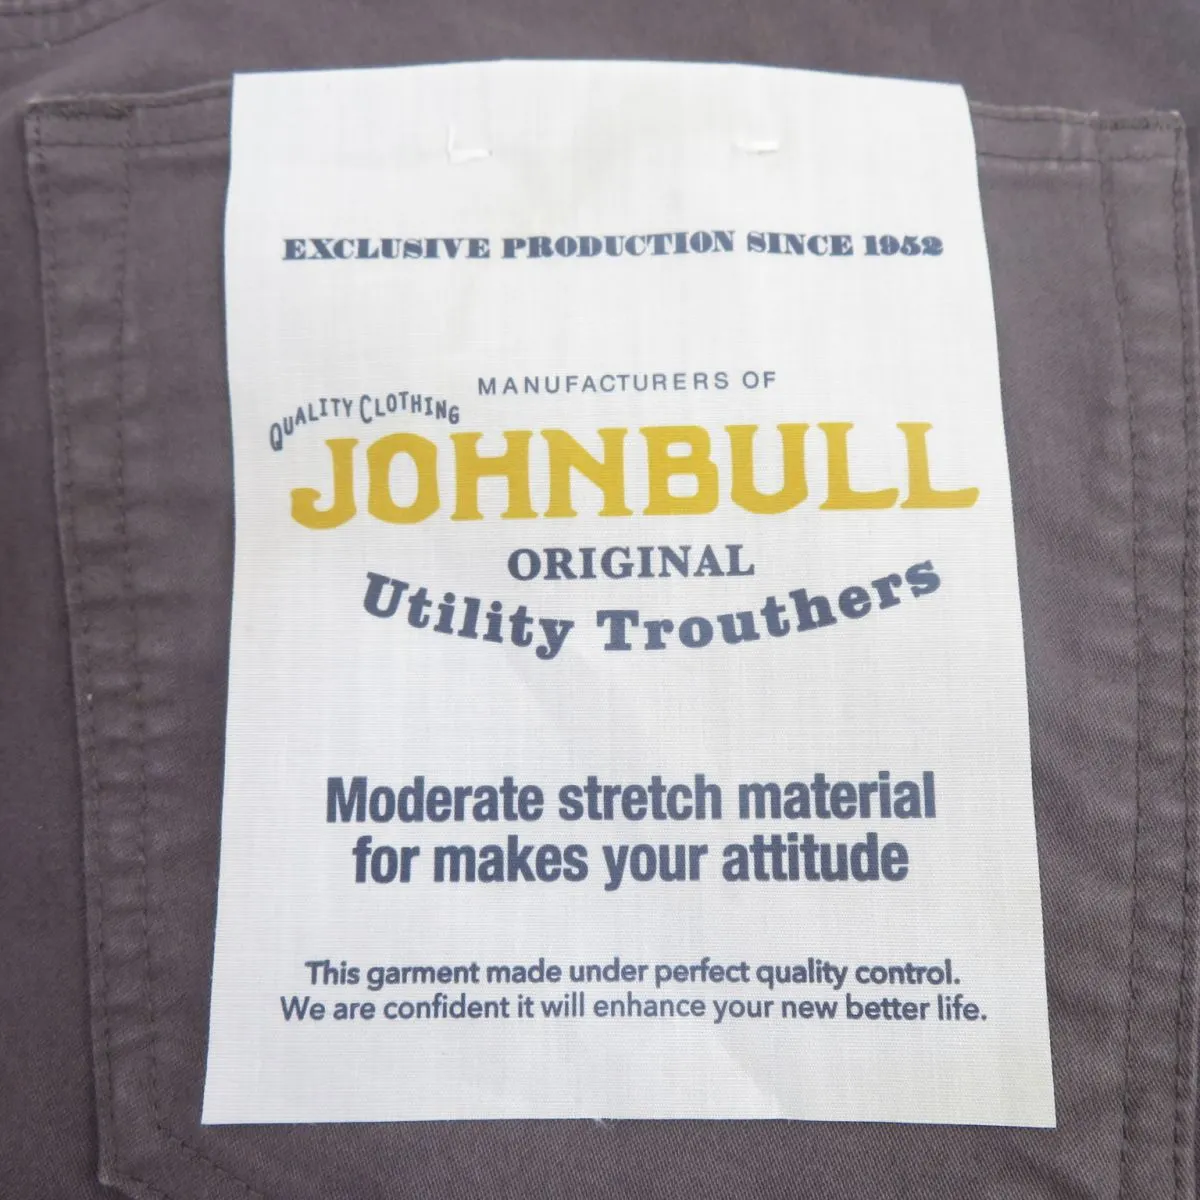 EXCLUSIVE PRODUCTION SINCE 1952
MANUFACTURERS OF
QUALITY CLOTHING
JOHNBULL
ORIGINAL
Utility Trouthers
Moderate stretch material
for makes your attitude
This garment made under perfect quality control.
We are confident it will enhance your new better life.